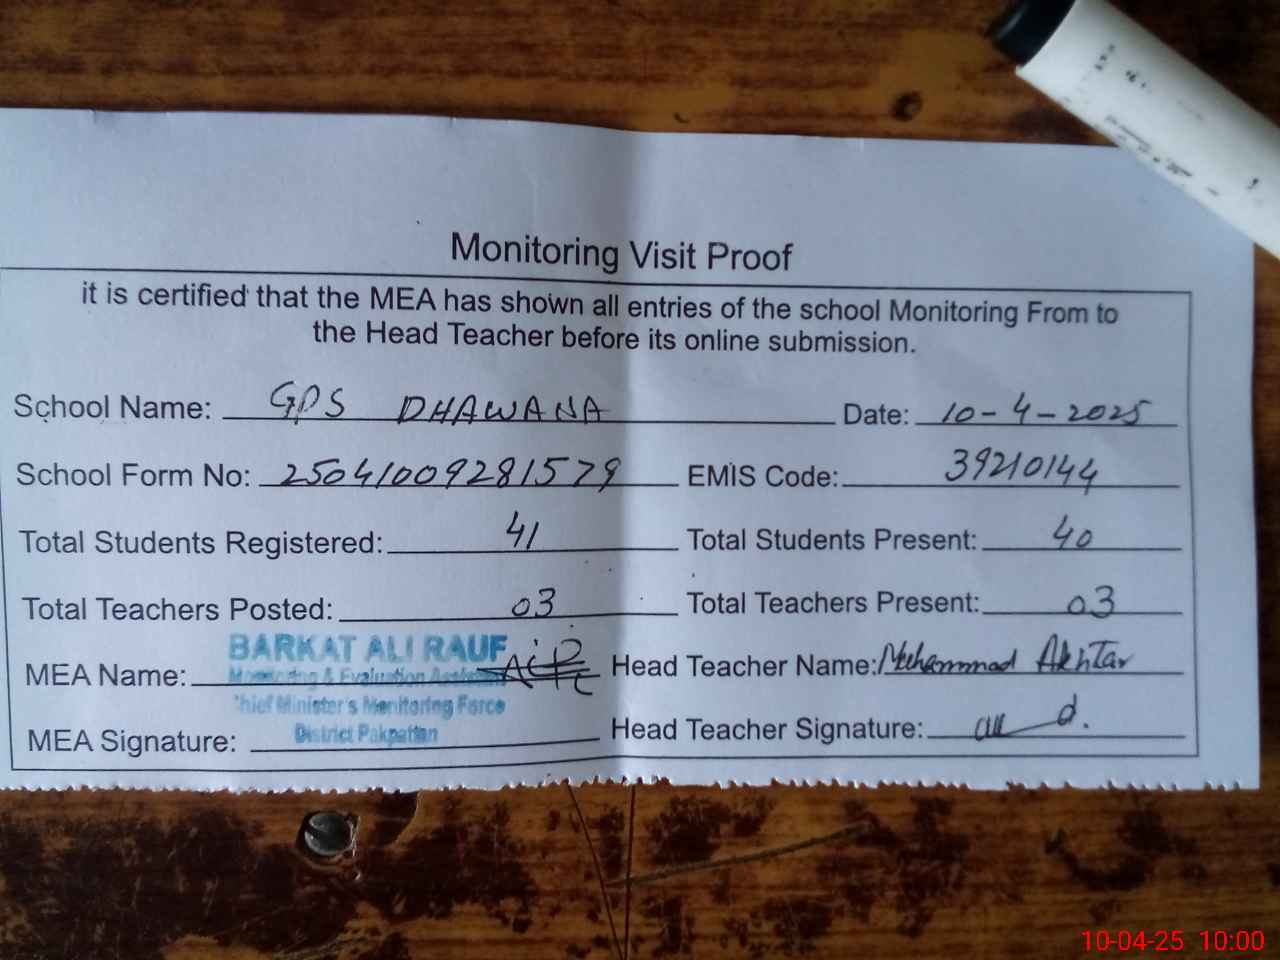 Monitoring Visit Proof
it is certified that the MEA has shown all entries of the school Monitoring From to
the Head Teacher before its online submission.
School Name: GPS DHAWANA Date: 10-4-2025
School Form No: 25041009281579 EMIS Code: 39210144
Total Students Registered: 41 Total Students Present: 40
Total Teachers Posted: 03 Total Teachers Present: 03
BARKAT ALI RAUF
MEA Name: Monitoring & Evaluation Assistant Head Teacher Name: Muhammad Akhtar
Chief Minister's Monitoring Force
MEA Signature: District Pakpattan Head Teacher Signature:
10-04-25 10:00